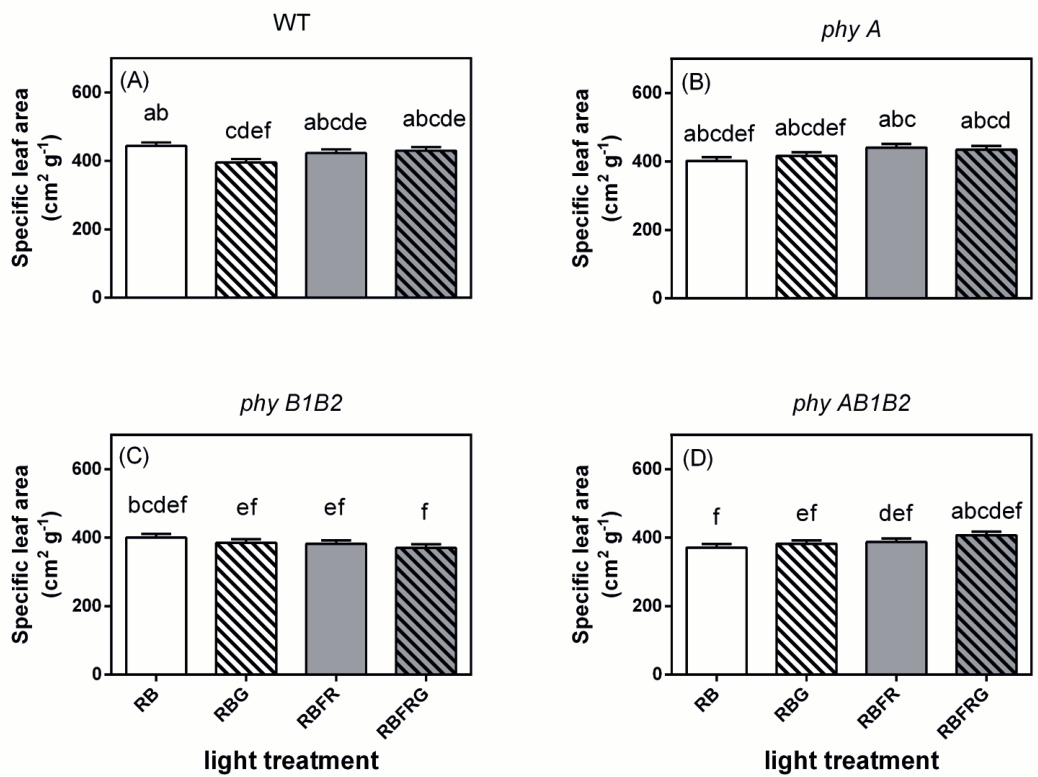 WT
(A)
ab
cdef
abcde
abcde
600
400
200
0
Specific leaf area
(cm² g⁻¹)
phy A
(B)
abcdef
abcdef
abc
abcd
600
400
200
0
Specific leaf area
(cm² g⁻¹)
phy B1B2
(C)
bcdef
ef
ef
f
600
400
200
0
Specific leaf area
(cm² g⁻¹)
RB
RBG
RBFR
RBFRG
light treatment
phy AB1B2
(D)
f
ef
def
abcdef
600
400
200
0
Specific leaf area
(cm² g⁻¹)
RB
RBG
RBFR
RBFRG
light treatment